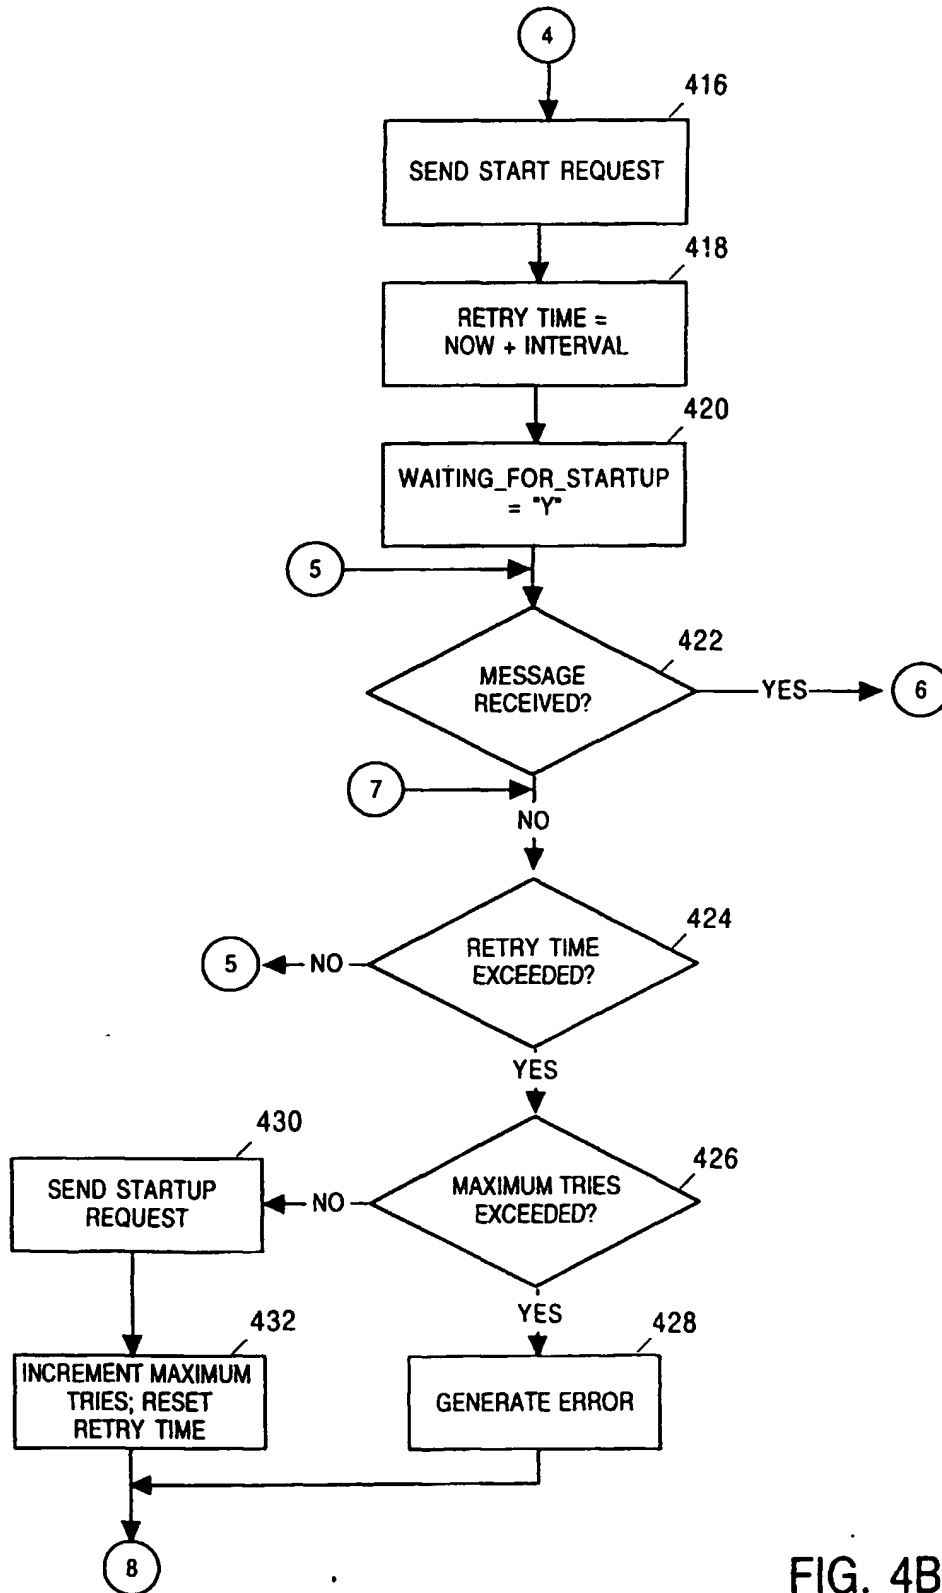 4
416
SEND START REQUEST
418
RETRY TIME =
NOW + INTERVAL
420
WAITING_FOR_STARTUP
= "Y"
5
422
MESSAGE
RECEIVED?
YES
6
7
NO
424
RETRY TIME
EXCEEDED?
NO
5
YES
426
MAXIMUM TRIES
EXCEEDED?
NO
430
SEND STARTUP
REQUEST
YES
432
INCREMENT MAXIMUM
TRIES; RESET
RETRY TIME
428
GENERATE ERROR
8
FIG. 4B